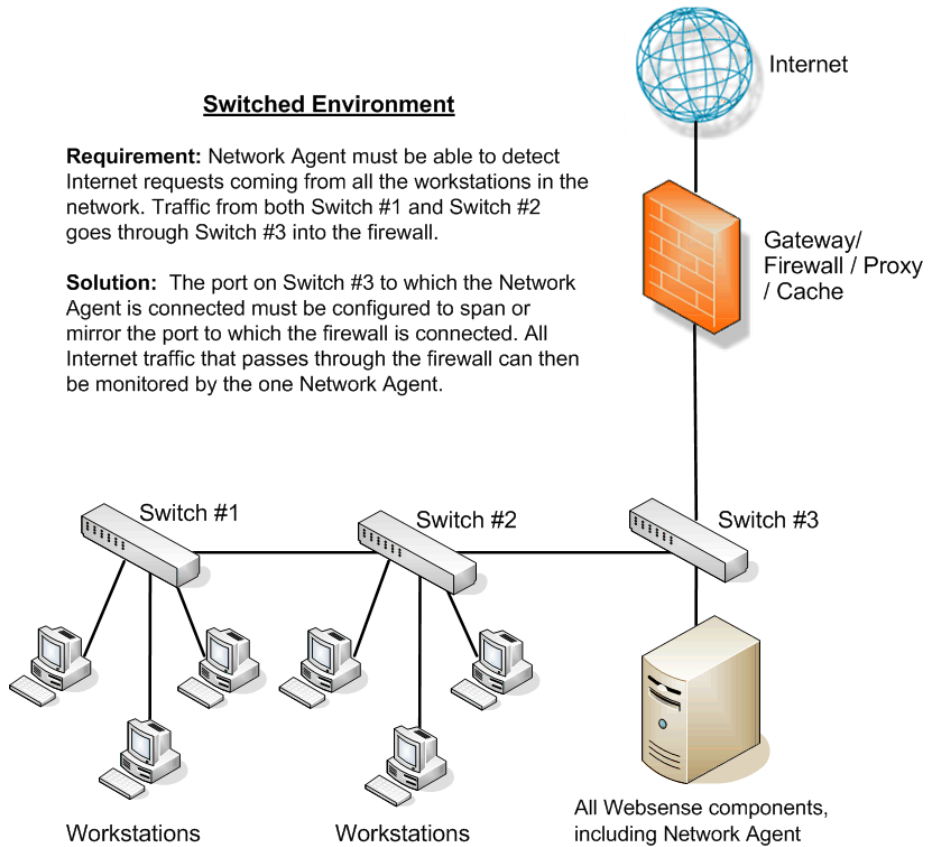 Internet
Switched Environment
Requirement: Network Agent must be able to detect
Internet requests coming from all the workstations in the
network. Traffic from both Switch #1 and Switch #2
goes through Switch #3 into the firewall.
Solution:  The port on Switch #3 to which the Network
Agent is connected must be configured to span or
mirror the port to which the firewall is connected. All
Internet traffic that passes through the firewall can then
be monitored by the one Network Agent.
Gateway/
Firewall / Proxy
/ Cache
Switch #1
Switch #2
Switch #3
Workstations
Workstations
All Websense components,
including Network Agent